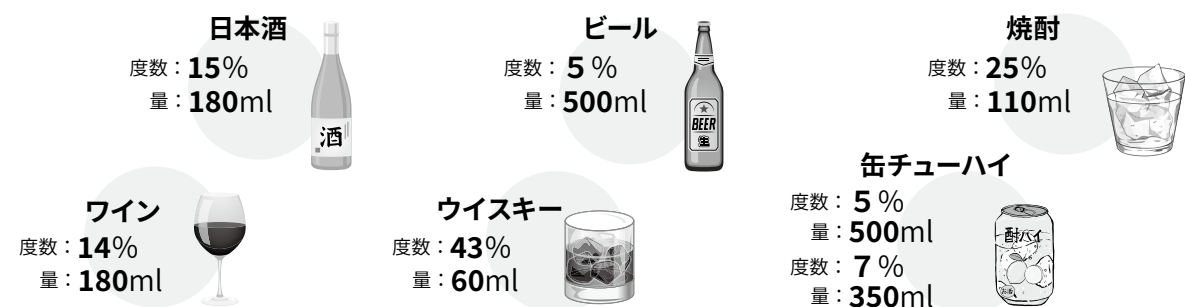 日本酒
度数：15%
量：180ml
酒
ビール
度数：5％
量：500ml
BEER
生
焼酎
度数：25%
量：110ml
ワイン
度数：14%
量：180ml
ウイスキー
度数：43%
量：60ml
缶チューハイ
度数：5％
量：500ml
度数：7％
量：350ml
酎ハイ
お酒